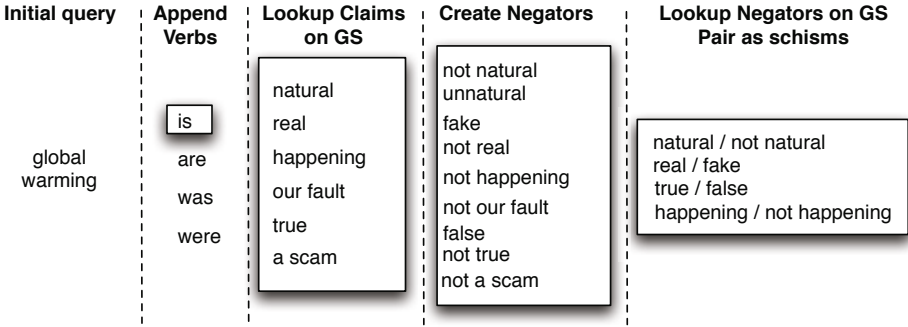 Initial query
Append
Verbs
Lookup Claims
on GS
Create Negators
Lookup Negators on GS
Pair as schisms
global
warming
is
are
was
were
natural
real
happening
our fault
true
a scam
not natural
unnatural
fake
not real
not happening
not our fault
false
not true
not a scam
natural / not natural
real / fake
true / false
happening / not happening